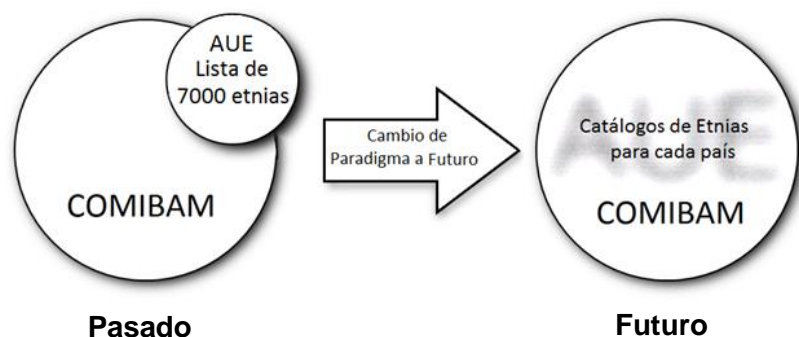 AUE
Lista de
7000 etnias
COMIBAM
Cambio de
Paradigma a Futuro
AUE
Catálogos de Etnias
para cada país
COMIBAM
Pasado
Futuro